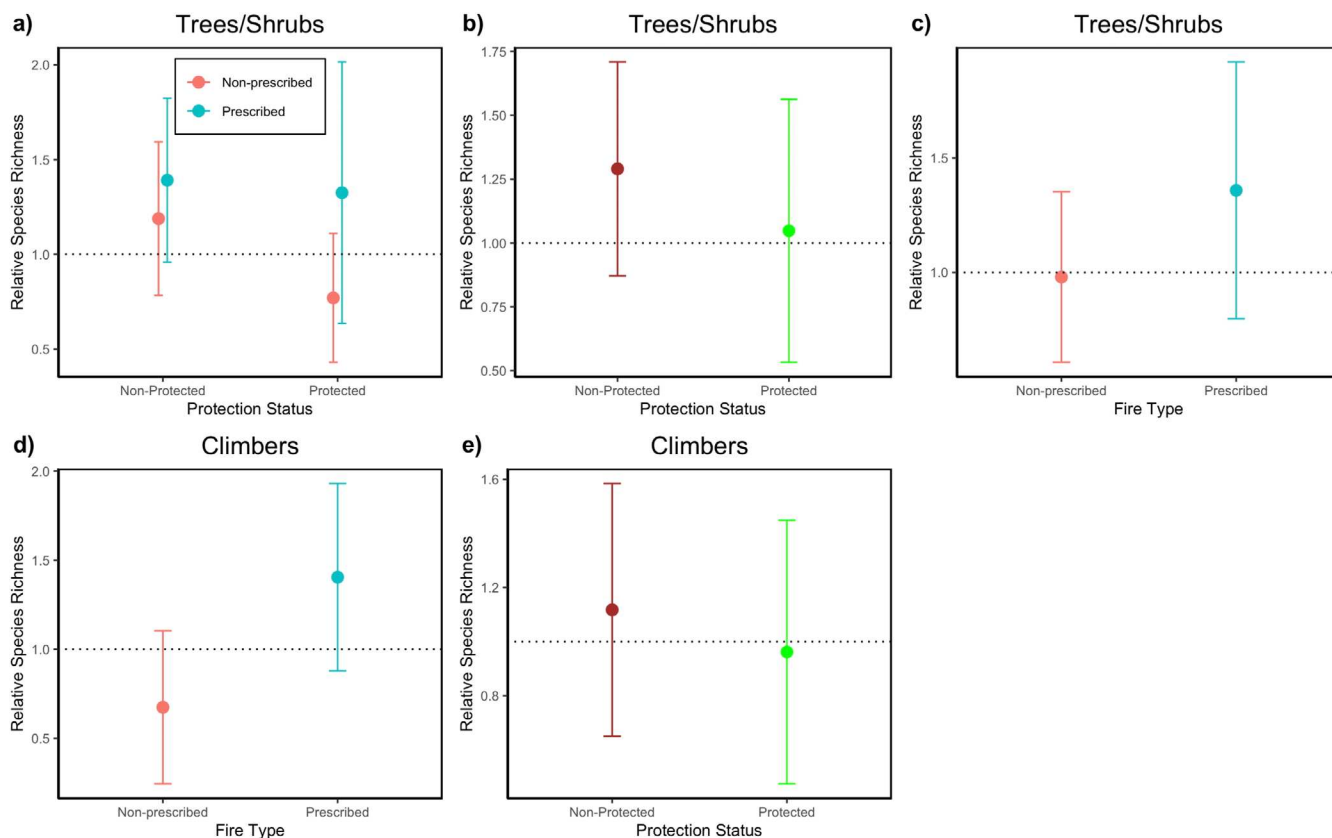 a) Trees/Shrubs
Relative Species Richness
2.0
1.5
1.0
0.5
Non-prescribed
Prescribed
Non-Protected Protected
Protection Status
b) Trees/Shrubs
Relative Species Richness
1.75
1.50
1.25
1.00
0.75
0.50
Non-Protected Protected
Protection Status
c) Trees/Shrubs
Relative Species Richness
1.5
1.0
Non-prescribed Prescribed
Fire Type
d) Climbers
Relative Species Richness
2.0
1.5
1.0
0.5
Non-prescribed Prescribed
Fire Type
e) Climbers
Relative Species Richness
1.6
1.2
0.8
Non-Protected Protected
Protection Status